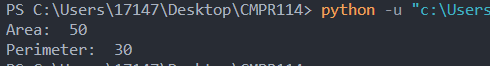 PS C:\Users\17147\Desktop\CMPR114> python -u "c:\Users
Area:  50
Perimeter:  30